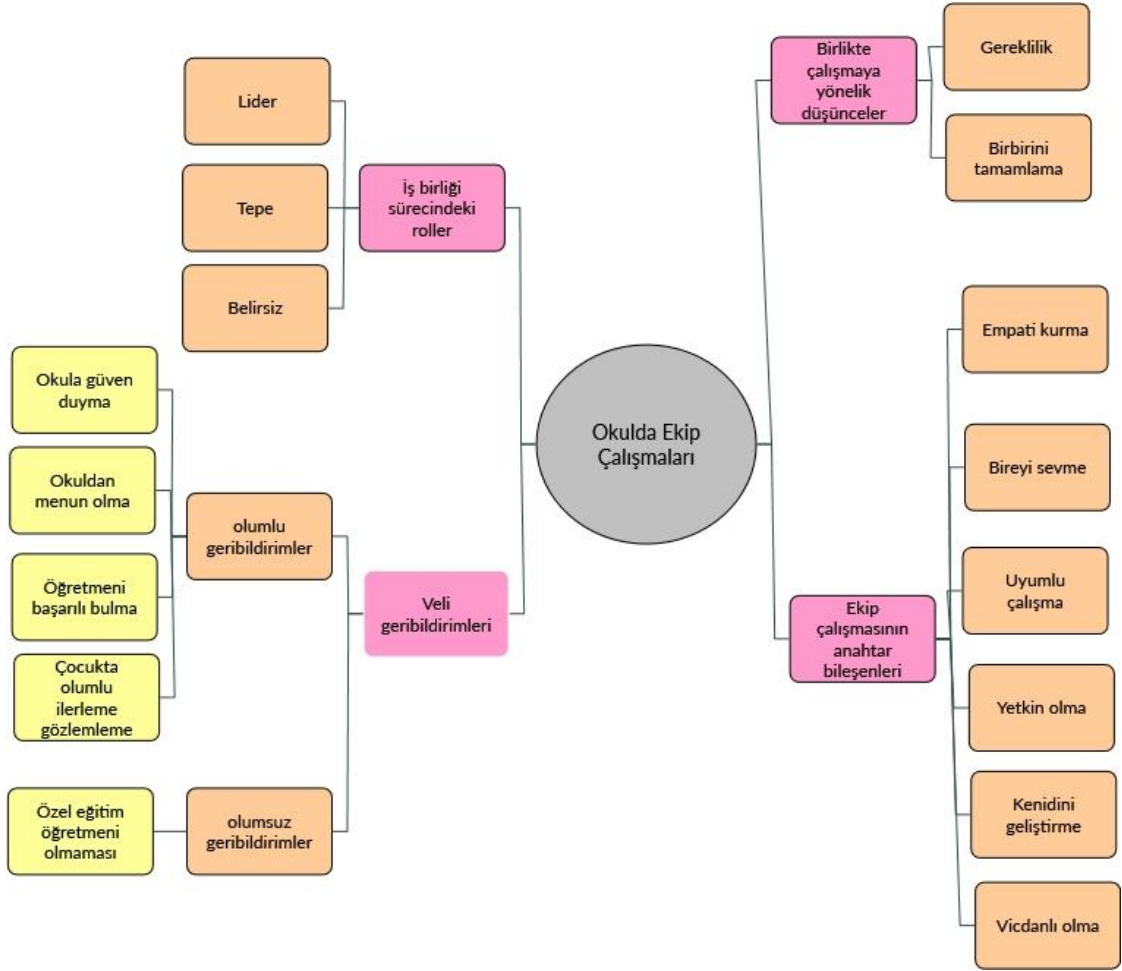 Lider
Tepe
Belirsiz
İş birliği
sürecindeki
roller
Okula güven
duyma
Okuldan
menun olma
Öğretmeni
başarılı bulma
Çocukta
olumlu
ilerleme
gözlemleme
olumlu
geribildirimler
Özel eğitim
öğretmeni
olmaması
olumsuz
geribildirimler
Veli
geribildirimleri
Okulda Ekip
Çalışmaları
Birlikte
çalışmaya
yönelik
düşünceler
Gereklilik
Birbirini
tamamlama
Ekip
çalışmasının
anahtar
bileşenleri
Empati kurma
Bireyi sevme
Uyumlu
çalışma
Yetkin olma
Kenidini
geliştirme
Vicdanlı olma